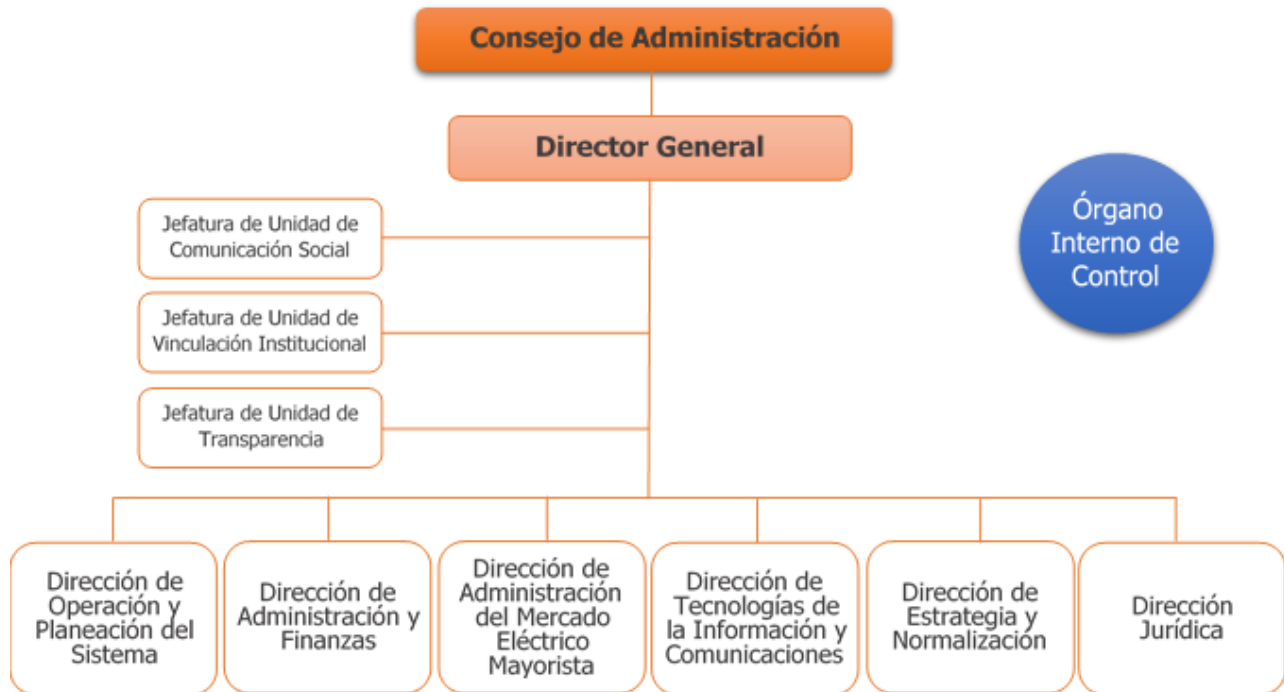 Consejo de Administración
Director General
Jefatura de Unidad de
Comunicación Social
Jefatura de Unidad de
Vinculación Institucional
Jefatura de Unidad de
Transparencia
Órgano
Interno de
Control
Dirección de
Operación y
Planeación del
Sistema
Dirección de
Administración y
Finanzas
Dirección de
Administración
del Mercado
Eléctrico
Mayorista
Dirección de
Tecnologías de
la Información y
Comunicaciones
Dirección de
Estrategia y
Normalización
Dirección
Jurídica